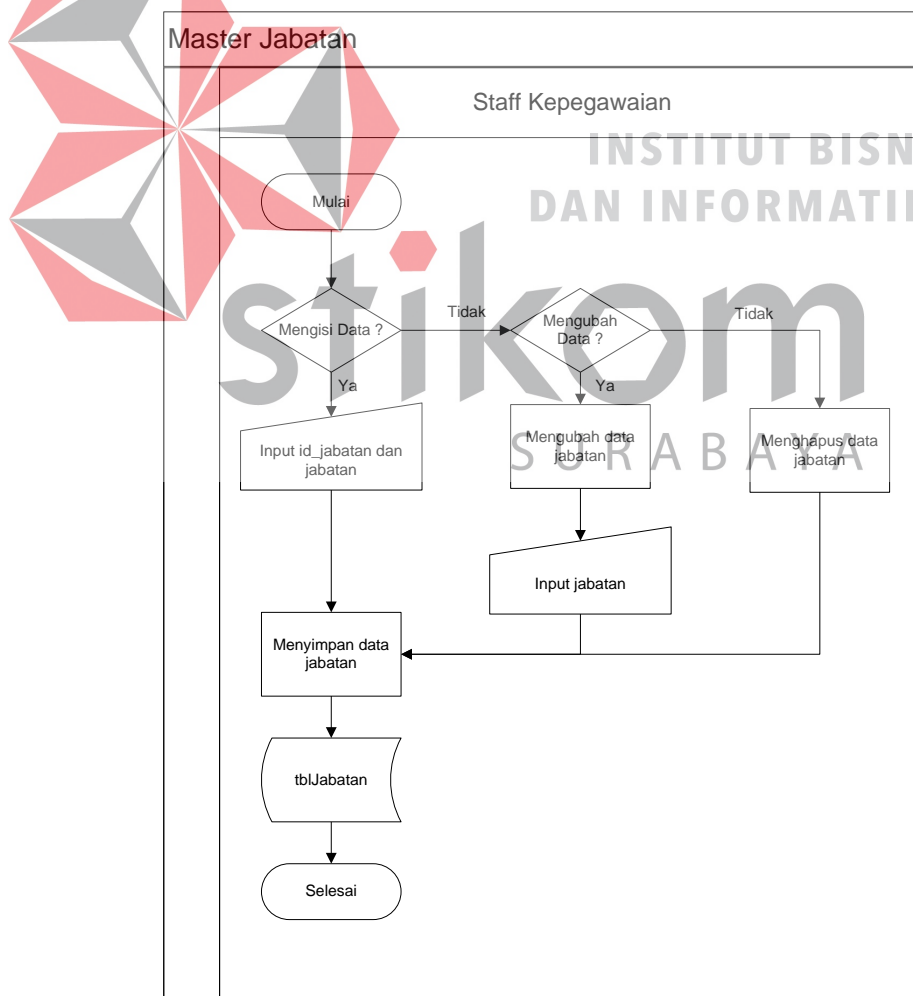 Master Jabatan
Staff Kepegawaian
INSTITUT BISN
DAN INFORMATI
stikom
SURABAYA
Mulai
Mengisi Data ?
Tidak
Mengubah
Data ?
Tidak
Ya
Ya
Input id_jabatan dan
jabatan
Mengubah data
jabatan
Menghapus data
jabatan
Input jabatan
Menyimpan data
jabatan
tblJabatan
Selesai